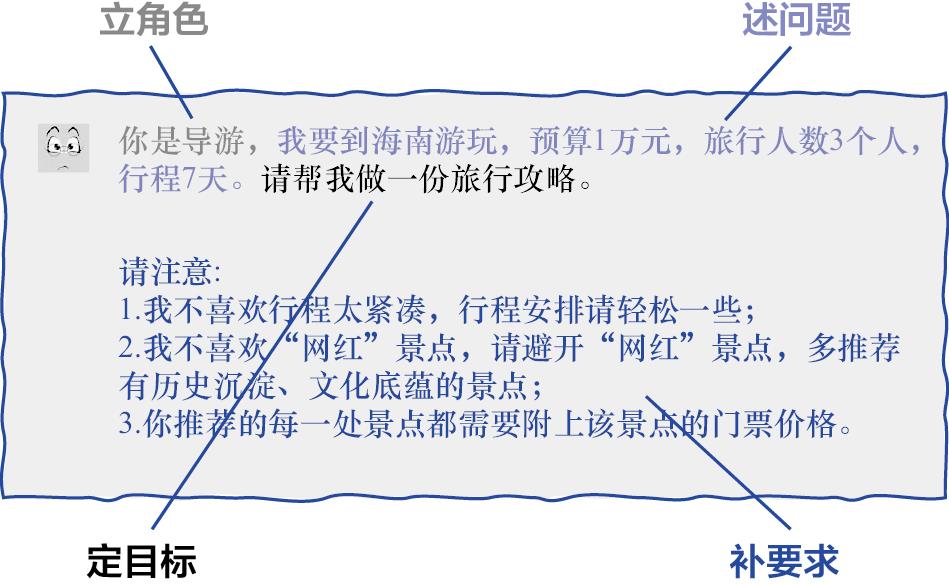 立角色
述问题
你是导游，我要到海南游玩，预算1万元，旅行人数3个人，
行程7天。请帮我做一份旅行攻略。
请注意:
1.我不喜欢行程太紧凑，行程安排请轻松一些；
2.我不喜欢“网红”景点，请避开“网红”景点，多推荐
有历史沉淀、文化底蕴的景点；
3.你推荐的每一处景点都需要附上该景点的门票价格。
定目标
补要求